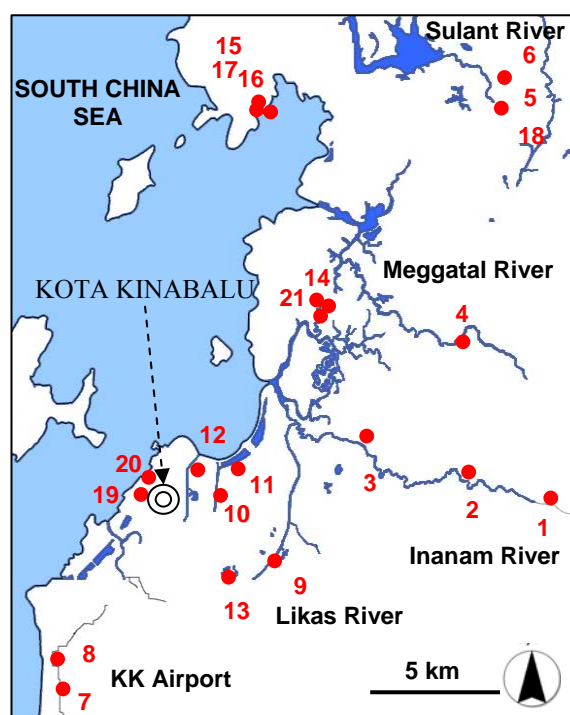 Sulant River
15
17 16
6
SOUTH CHINA
SEA
5
18
Meggatal River
14
21
KOTA KINABALU
4
12
20
19
11
10
3
2
1
Inanam River
9
13
Likas River
8
KK Airport
7
5 km